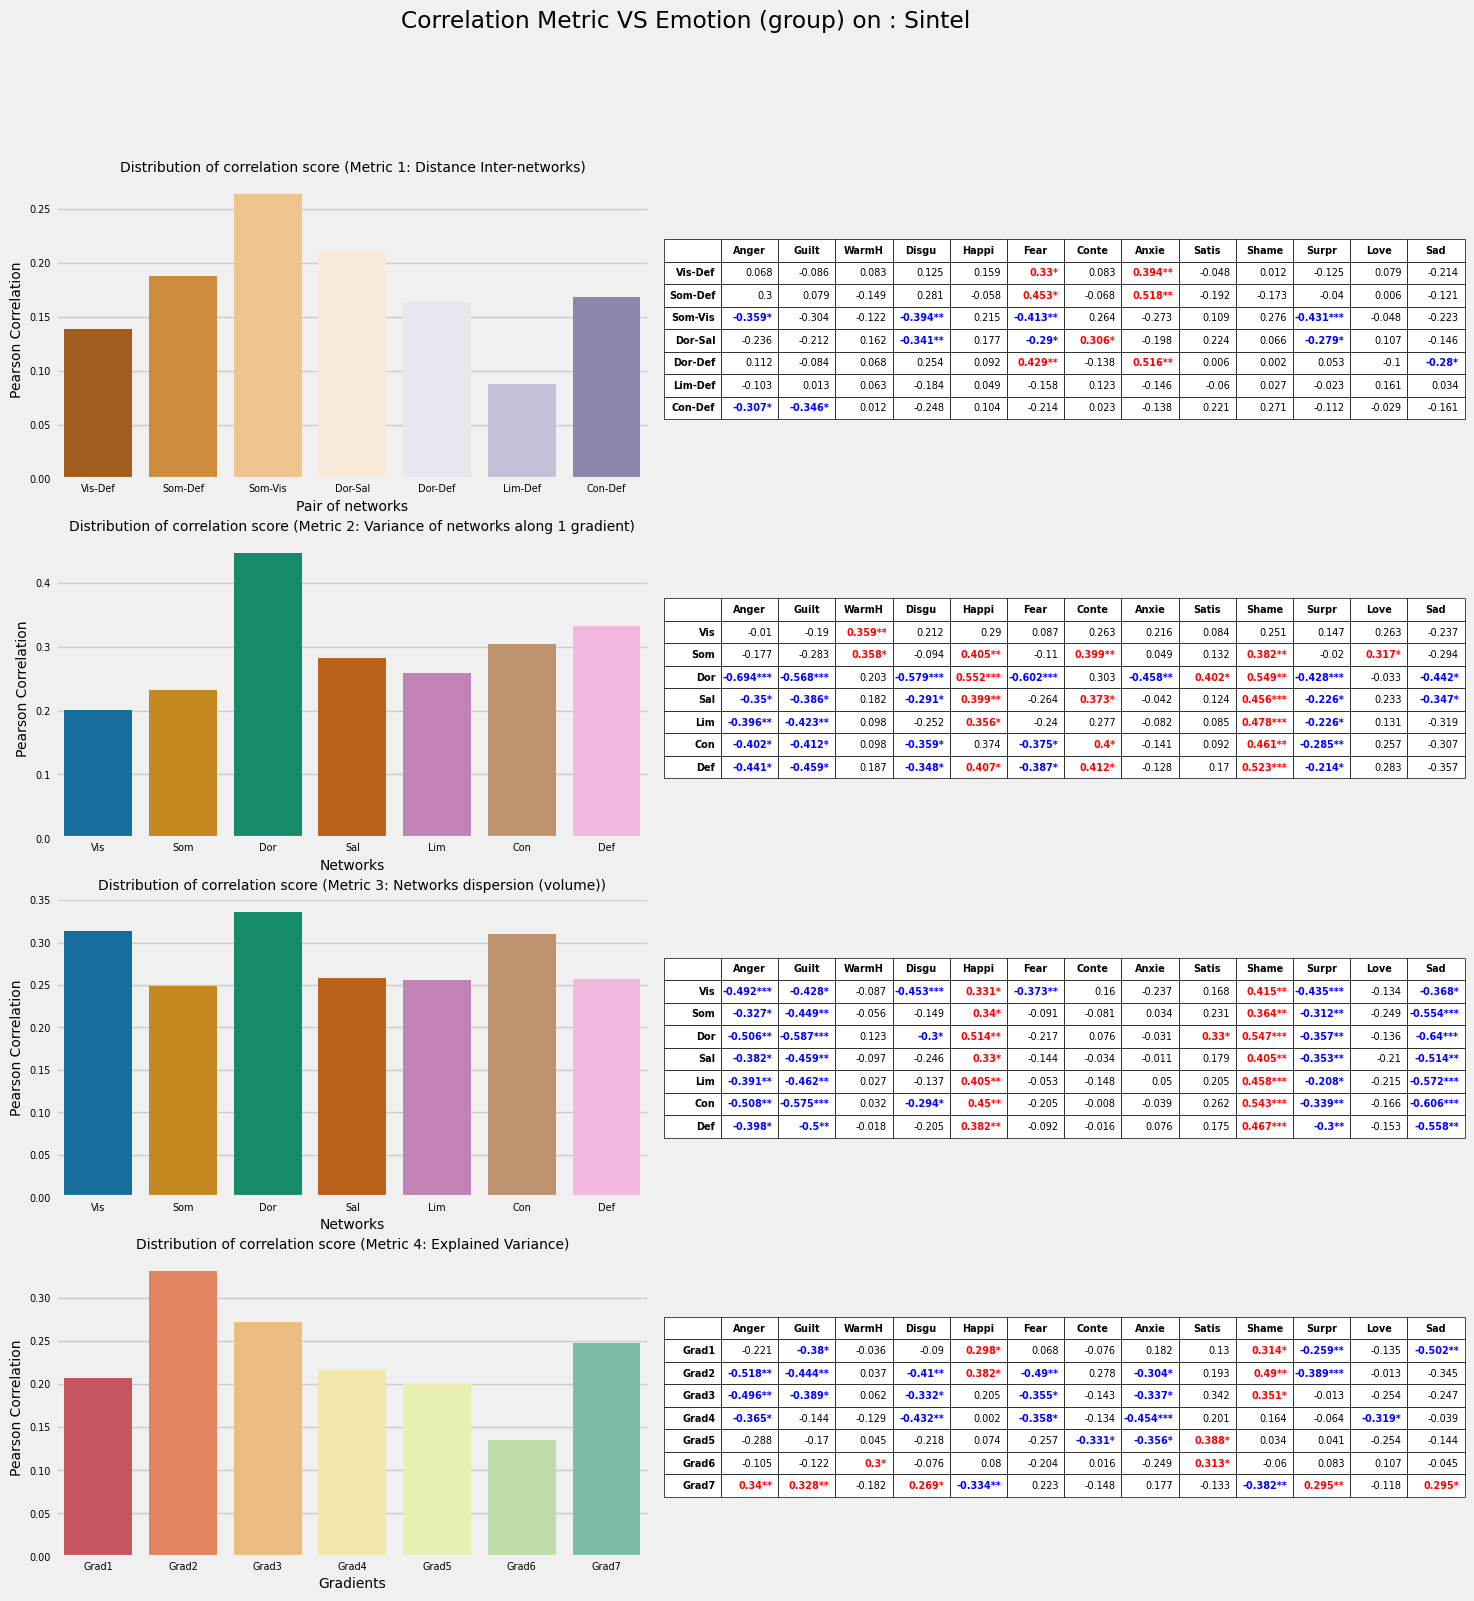 Correlation Metric VS Emotion (group) on : Sintel
Distribution of correlation score (Metric 1: Distance Inter-networks)
Pearson Correlation
0.25
0.20
0.15
0.10
0.05
0.00
Vis-Def Som-Def Som-Vis Dor-Sal Dor-Def Lim-Def Con-Def
Pair of networks
Anger Guilt WarmH Disgu Happi Fear Conte Anxie Satis Shame Surpr Love Sad
Vis-Def 0.068 -0.086 0.083 0.125 0.159 0.33* 0.083 0.394** -0.048 0.012 -0.125 0.079 -0.214
Som-Def 0.3 0.079 -0.149 0.281 -0.058 0.453* -0.068 0.518** -0.192 -0.173 -0.04 0.006 -0.121
Som-Vis -0.359* -0.304 -0.122 -0.394** 0.215 -0.413** 0.264 -0.273 0.109 0.276 -0.431*** -0.048 -0.223
Dor-Sal -0.236 -0.212 0.162 -0.341** 0.177 -0.29* 0.306* -0.198 0.224 0.066 -0.279* 0.107 -0.146
Dor-Def 0.112 -0.084 0.068 0.254 0.092 0.429** -0.138 0.516** 0.006 0.002 0.053 -0.1 -0.28*
Lim-Def -0.103 0.013 0.063 -0.184 0.049 -0.158 0.123 -0.146 -0.06 0.027 -0.023 0.161 0.034
Con-Def -0.307* -0.346* 0.012 -0.248 0.104 -0.214 0.023 -0.138 0.221 0.271 -0.112 -0.029 -0.161
Distribution of correlation score (Metric 2: Variance of networks along 1 gradient)
Pearson Correlation
0.4
0.3
0.2
0.1
0.0
Vis Som Dor Sal Lim Con Def
Networks
Anger Guilt WarmH Disgu Happi Fear Conte Anxie Satis Shame Surpr Love Sad
Vis -0.01 -0.19 0.359** 0.212 0.29 0.087 0.263 0.216 0.084 0.251 0.147 0.263 -0.237
Som -0.177 -0.283 0.358* -0.094 0.405** -0.11 0.399** 0.049 0.132 0.382** -0.02 0.317* -0.294
Dor -0.694*** -0.568*** 0.203 -0.579*** 0.552*** -0.602*** 0.303 -0.458** 0.402* 0.549** -0.428*** -0.033 -0.442*
Sal -0.35* -0.386* 0.182 -0.291* 0.399** -0.264 0.373* -0.042 0.124 0.456*** -0.226* 0.233 -0.347*
Lim -0.396** -0.423** 0.098 -0.252 0.356* -0.24 0.277 -0.082 0.085 0.478*** -0.226* 0.131 -0.319
Con -0.402* -0.412* 0.098 -0.359* 0.374 -0.375* 0.4* -0.141 0.092 0.461** -0.285** 0.257 -0.307
Def -0.441* -0.459* 0.187 -0.348* 0.407* -0.387* 0.412* -0.128 0.17 0.523*** -0.214* 0.283 -0.357
Distribution of correlation score (Metric 3: Networks dispersion (volume))
Pearson Correlation
0.35
0.30
0.25
0.20
0.15
0.10
0.05
0.00
Vis Som Dor Sal Lim Con Def
Networks
Anger Guilt WarmH Disgu Happi Fear Conte Anxie Satis Shame Surpr Love Sad
Vis -0.492*** -0.428* -0.087 -0.453*** 0.331* -0.373** 0.16 -0.237 0.168 0.415** -0.435*** -0.134 -0.368*
Som -0.327* -0.449** -0.056 -0.149 0.34* -0.091 -0.081 0.034 0.231 0.364** -0.312** -0.249 -0.554***
Dor -0.506** -0.587*** 0.123 -0.3* 0.514** -0.217 0.076 -0.031 0.33* 0.547*** -0.357** -0.136 -0.64***
Sal -0.382* -0.459** -0.097 -0.246 0.33* -0.144 -0.034 -0.011 0.179 0.405** -0.353** -0.21 -0.514**
Lim -0.391** -0.462** 0.027 -0.137 0.405** -0.053 -0.148 0.05 0.205 0.458*** -0.208* -0.215 -0.572***
Con -0.508** -0.575*** 0.032 -0.294* 0.45** -0.205 -0.008 -0.039 0.262 0.543*** -0.339** -0.166 -0.606***
Def -0.398* -0.5** -0.018 -0.205 0.382** -0.092 -0.016 0.076 0.175 0.467*** -0.3** -0.153 -0.558**
Distribution of correlation score (Metric 4: Explained Variance)
Pearson Correlation
0.30
0.25
0.20
0.15
0.10
0.05
0.00
Grad1 Grad2 Grad3 Grad4 Grad5 Grad6 Grad7
Gradients
Anger Guilt WarmH Disgu Happi Fear Conte Anxie Satis Shame Surpr Love Sad
Grad1 -0.221 -0.38* -0.036 -0.09 0.298* 0.068 -0.076 0.182 0.13 0.314* -0.259** -0.135 -0.502**
Grad2 -0.518** -0.444** 0.037 -0.41** 0.382* -0.49** 0.278 -0.304* 0.193 0.49** -0.389*** -0.013 -0.345
Grad3 -0.496** -0.389* 0.062 -0.332* 0.205 -0.355* -0.143 -0.337* 0.342 0.351* -0.013 -0.254 -0.247
Grad4 -0.365* -0.144 -0.129 -0.432** 0.002 -0.358* -0.134 -0.454*** 0.201 0.164 -0.064 -0.319* -0.039
Grad5 -0.288 -0.17 0.045 -0.218 0.074 -0.257 -0.331* -0.356* 0.388* 0.034 0.041 -0.254 -0.144
Grad6 -0.105 -0.122 0.3* -0.076 0.08 -0.204 0.016 -0.249 0.313* -0.06 0.083 0.107 -0.045
Grad7 0.34** 0.328** -0.182 0.269* -0.334** 0.223 -0.148 0.177 -0.133 -0.382** 0.295** -0.118 0.295*